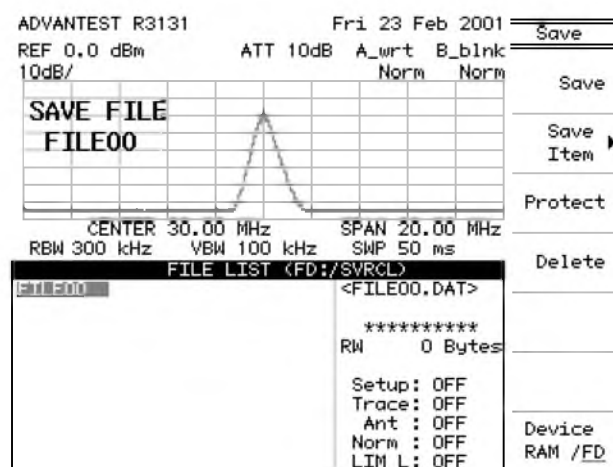 ADVANTEST R3131 Fri 23 Feb 2001
REF 0.0 dBm ATT 10dB A_wrt B_blnk
10dB/ Norm Norm
SAVE FILE
FILE00
CENTER 30.00 MHz SPAN 20.00 MHz
RBW 300 kHz VBW 100 kHz SWP 50 ms
FILE LIST (FD:/SVRCL)
FILE00
<FILE00.DAT>
**********
RW 0 Bytes
Setup: OFF
Trace: OFF
Ant : OFF
Norm : OFF
LIM L: OFF
Save
Save
Save
Item
Protect
Delete
Device
RAM /FD